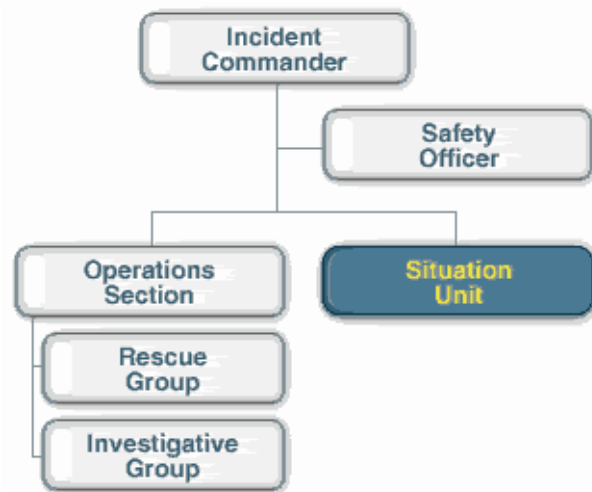 Incident
Commander
Safety
Officer
Operations
Section
Situation
Unit
Rescue
Group
Investigative
Group